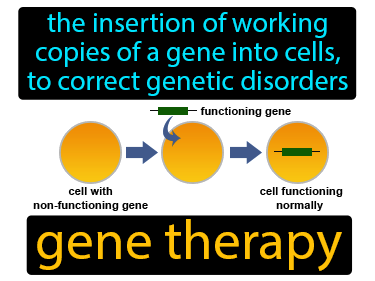 the insertion of working
copies of a gene into cells,
to correct genetic disorders
functioning gene
cell with
non-functioning gene
cell functioning
normally
gene therapy